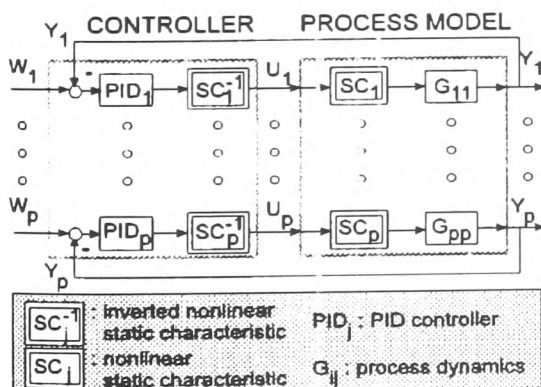 CONTROLLER PROCESS MODEL
Y1 Y1
W1 - PID1 SC1^-1 U1 SC1 G11
Wp - PIDp SCp^-1 Up SCp Gpp Yp
Yp
SCj^-1 : inverted nonlinear static characteristic
SCj : nonlinear static characteristic
PIDj : PID controller
Gij : process dynamics